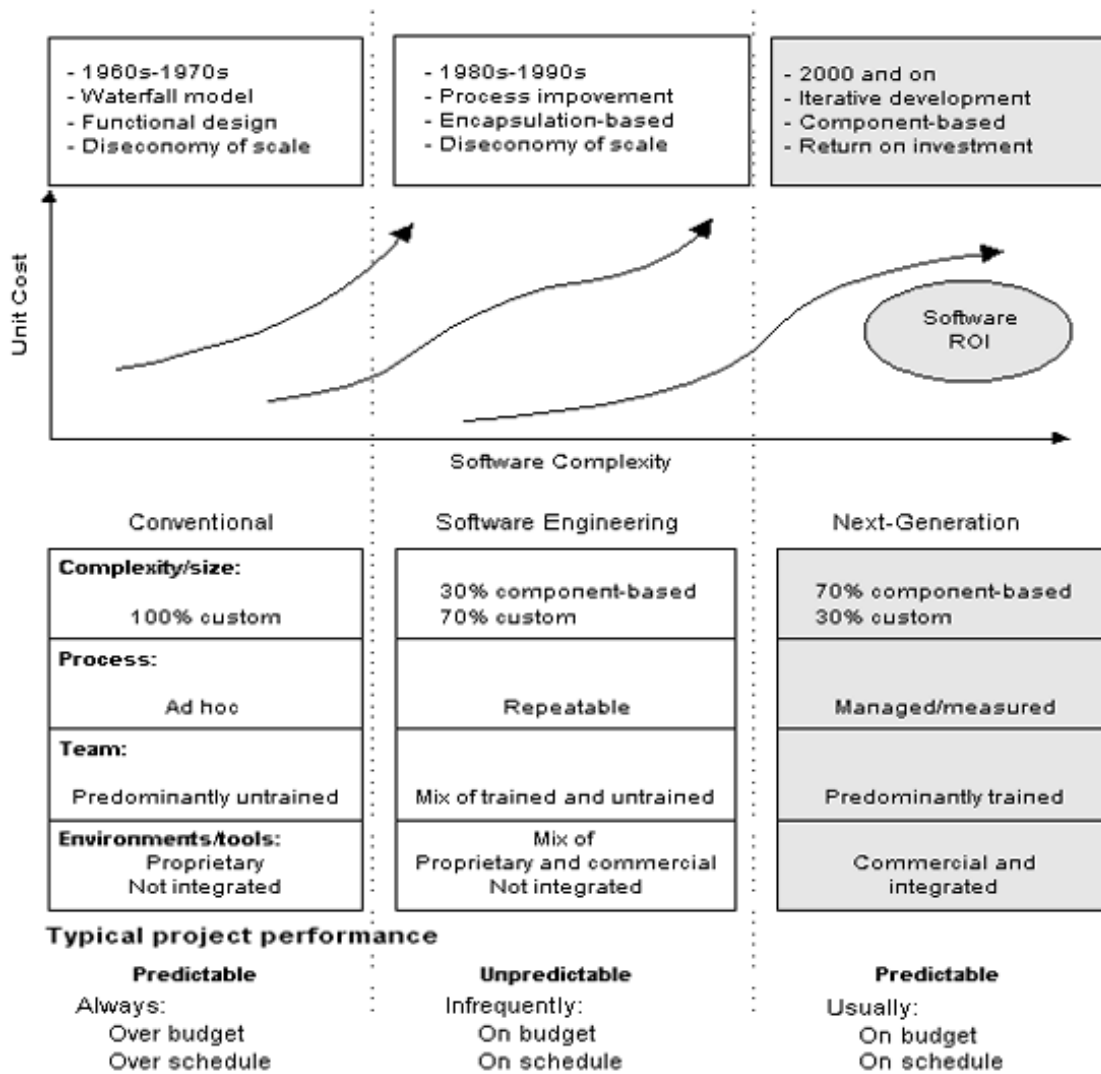 - 1960s-1970s
- Waterfall model
- Functional design
- Diseconomy of scale
- 1980s-1990s
- Process impovement
- Encapsulation-based
- Diseconomy of scale
- 2000 and on
- Iterative development
- Component-based
- Return on investment
Unit Cost
Software
ROI
Software Complexity
Conventional
Software Engineering
Next-Generation
Complexity/size:
100% custom
30% component-based
70% custom
70% component-based
30% custom
Process:
Ad hoc
Repeatable
Managed/measured
Team:
Predominantly untrained
Mix of trained and untrained
Predominantly trained
Environments/tools:
Proprietary
Not integrated
Mix of
Proprietary and commercial
Not integrated
Commercial and
integrated
Typical project performance
Predictable
Always:
Over budget
Over schedule
Unpredictable
Infrequently:
On budget
On schedule
Predictable
Usually:
On budget
On schedule